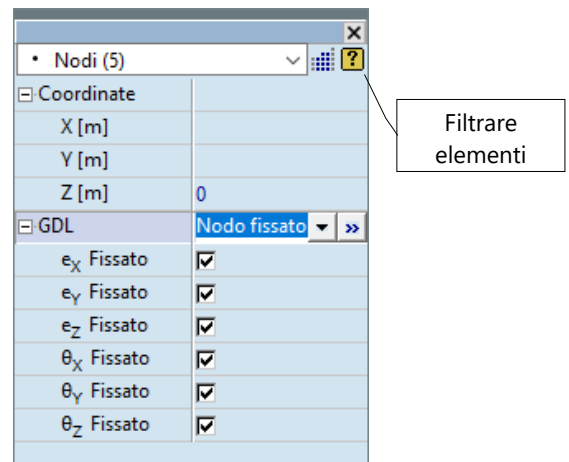 • Nodi (5)
?
Coordinate
X [m]
Y [m]
Z [m] 0
GDL Nodo fissato »
eX Fissato
eY Fissato
eZ Fissato
θX Fissato
θY Fissato
θZ Fissato
Filtrare
elementi